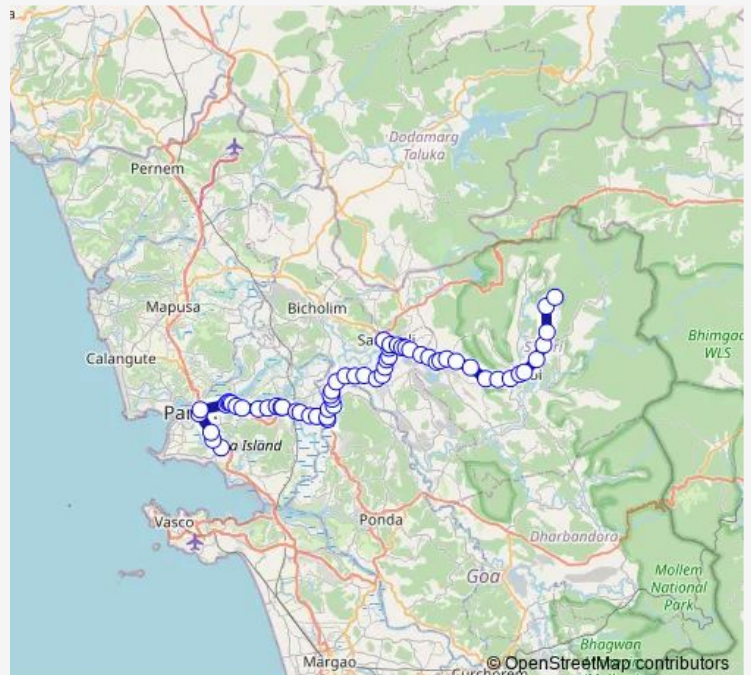 Dodamarg
Taluka
Pernem
Mapusa
Bicholim
Calangute
Bhimgad
WLS
a Island
Vasco
Ponda
Dharbandora
Goa
Mollem
National
Park
Bhagwan
Margao
© OpenStreetMap contributors